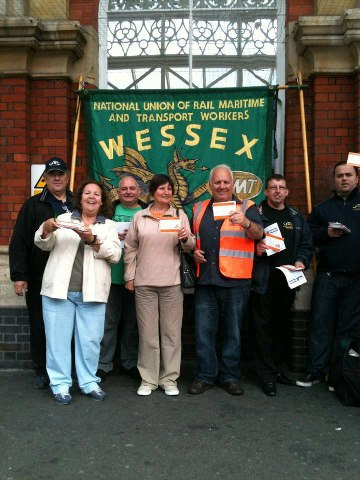 NATIONAL UNION OF RAIL MARITIME
AND TRANSPORT WORKERS
WESSEX
RMT